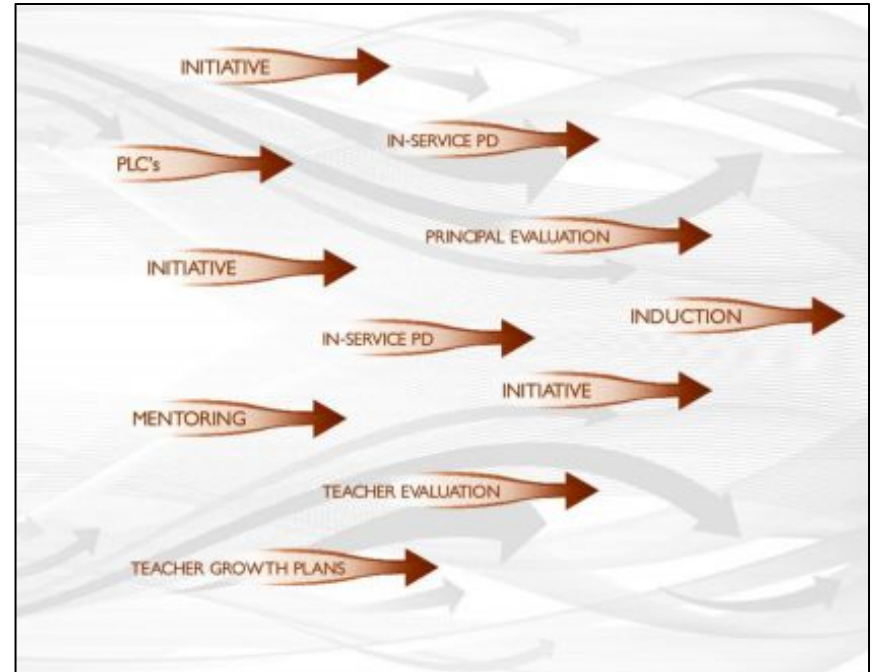 INITIATIVE
IN-SERVICE PD
PLC's
PRINCIPAL EVALUATION
INITIATIVE
INDUCTION
IN-SERVICE PD
INITIATIVE
MENTORING
TEACHER EVALUATION
TEACHER GROWTH PLANS